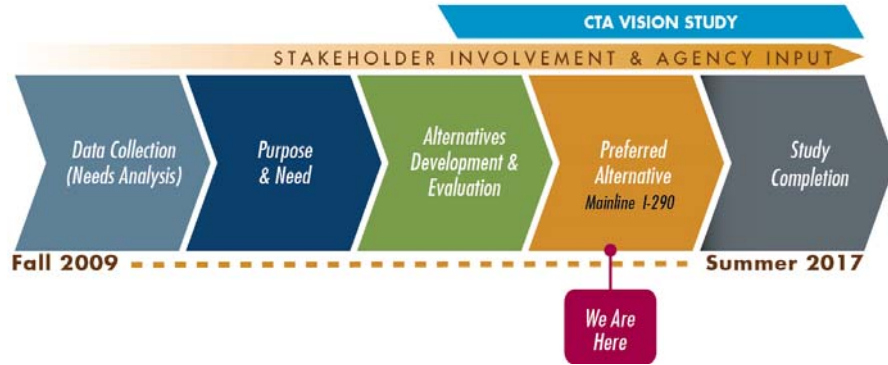 CTA VISION STUDY
STAKEHOLDER INVOLVEMENT & AGENCY INPUT
Data Collection
(Needs Analysis)
Purpose
& Need
Alternatives
Development &
Evaluation
Preferred
Alternative
Mainline I-290
Study
Completion
Fall 2009
Summer 2017
We Are
Here